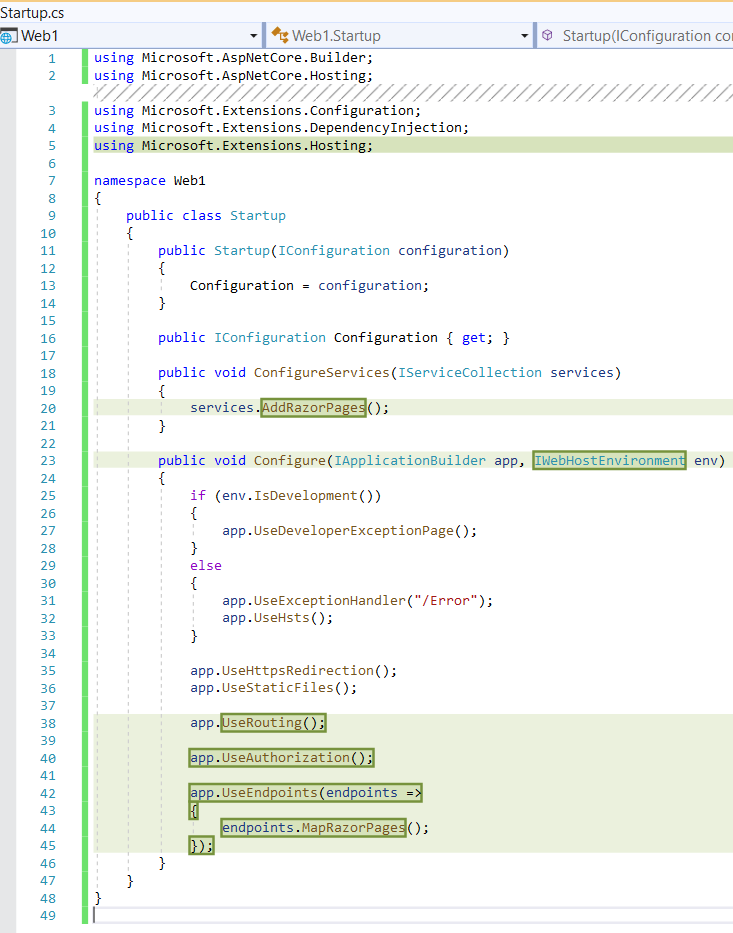 Startup.cs
Web1 Web1.Startup Startup(IConfiguration co
1 using Microsoft.AspNetCore.Builder;
2 using Microsoft.AspNetCore.Hosting;
3 using Microsoft.Extensions.Configuration;
4 using Microsoft.Extensions.DependencyInjection;
5 using Microsoft.Extensions.Hosting;
6
7 namespace Web1
8 {
9 public class Startup
10 {
11 public Startup(IConfiguration configuration)
12 {
13 Configuration = configuration;
14 }
15
16 public IConfiguration Configuration { get; }
17
18 public void ConfigureServices(IServiceCollection services)
19 {
20 services.AddRazorPages();
21 }
22
23 public void Configure(IApplicationBuilder app, IWebHostEnvironment env)
24 {
25 if (env.IsDevelopment())
26 {
27 app.UseDeveloperExceptionPage();
28 }
29 else
30 {
31 app.UseExceptionHandler("/Error");
32 app.UseHsts();
33 }
34
35 app.UseHttpsRedirection();
36 app.UseStaticFiles();
37
38 app.UseRouting();
39
40 app.UseAuthorization();
41
42 app.UseEndpoints(endpoints =>
43 {
44 endpoints.MapRazorPages();
45 });
46 }
47 }
48 }
49